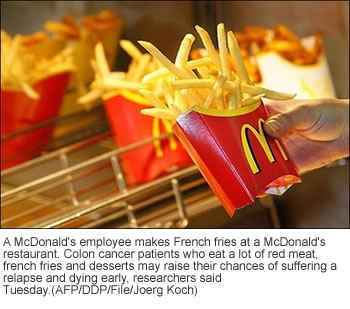 A McDonald's employee makes French fries at a McDonald's
restaurant. Colon cancer patients who eat a lot of red meat,
french fries and desserts may raise their chances of suffering a
relapse and dying early, researchers said
Tuesday.(AFP/DDP/File/Joerg Koch)